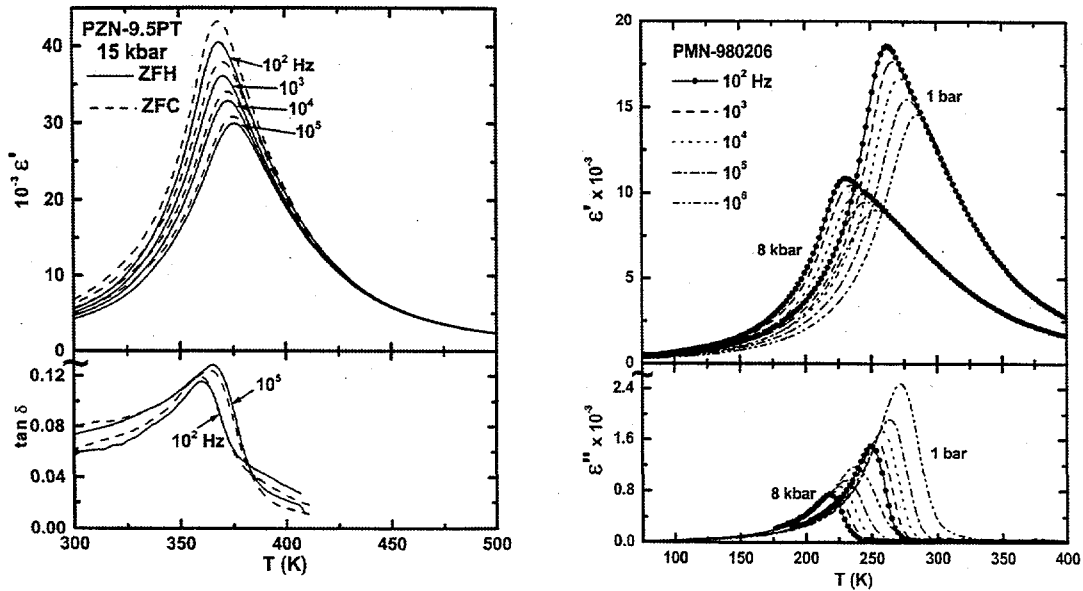 PZN-9.5PT
15 kbar
ZFH
ZFC
10² Hz
10³
10⁴
10⁵
40
30
20
10
0
10⁻³ ε'
0.12
0.08
0.04
0.00
tan δ
10⁵
10² Hz
300 350 400 450 500
T (K)
PMN-980206
10² Hz
10³
10⁴
10⁵
10⁶
1 bar
8 kbar
20
15
10
5
0
ε' x 10⁻³
2.4
1.6
0.8
0.0
ε'' x 10⁻³
1 bar
8 kbar
100 150 200 250 300 350 400
T (K)